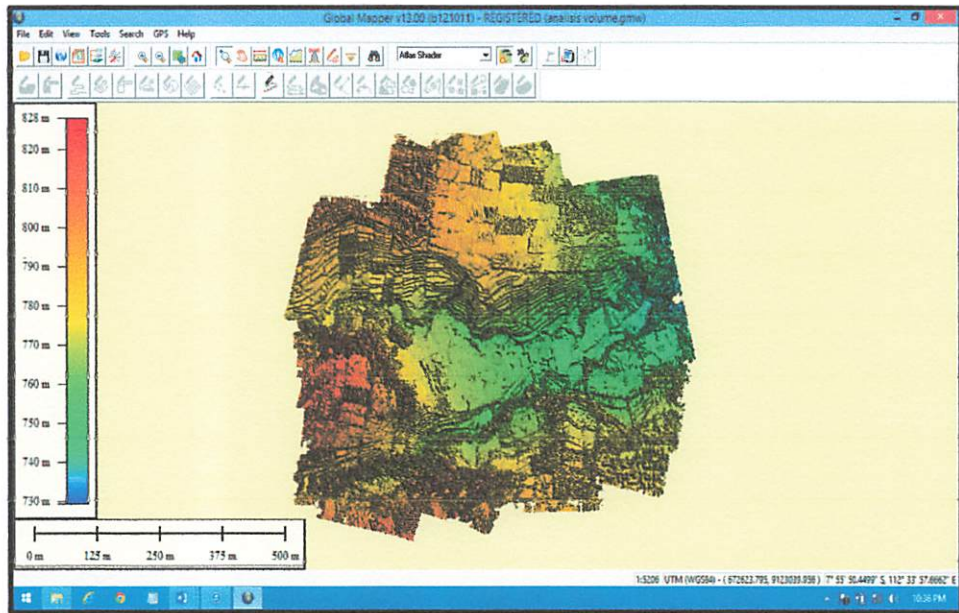 Global Mapper v13.00 (b121011) - REGISTERED (analisis volume.gmw)
File Edit View Tools Search GPS Help
Atlas Shader
828 m
820 m
810 m
800 m
790 m
780 m
770 m
760 m
750 m
740 m
730 m
0 m 125 m 250 m 375 m 500 m
1:5206 UTM (WGS84) - ( 672623.795, 9123039.898 ) 7° 55' 50.4499" S, 112° 33' 57.8662" E
10:36 PM